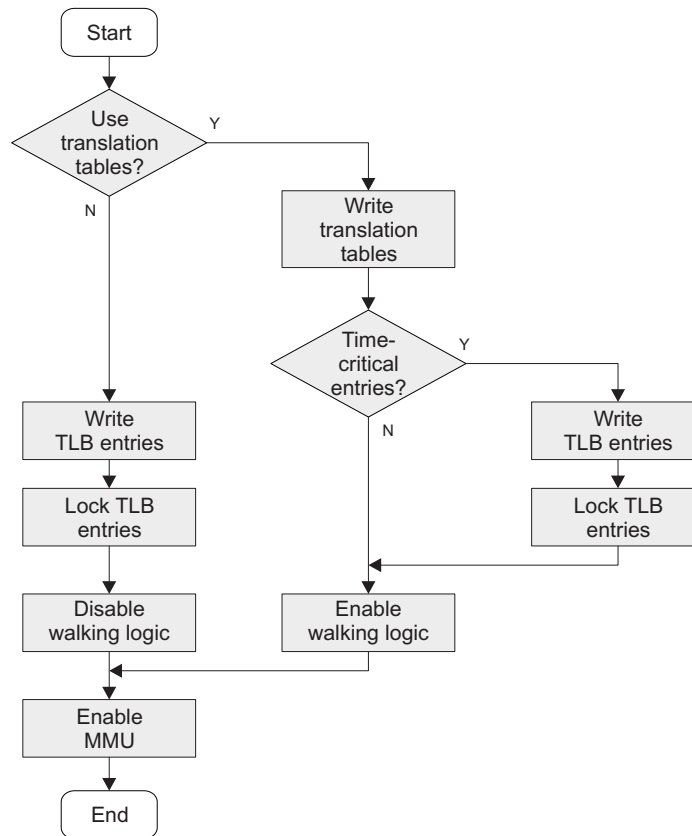 Start
Use
translation
tables?
Y
N
Write
translation
tables
Time-
critical
entries?
Y
N
Write
TLB entries
Write
TLB entries
Lock TLB
entries
Lock TLB
entries
Disable
walking logic
Enable
walking logic
Enable
MMU
End